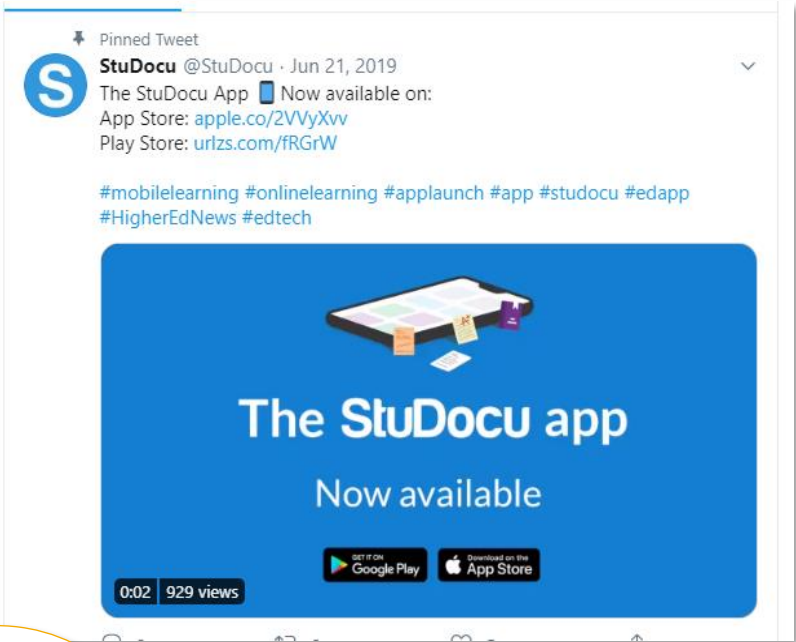 Pinned Tweet
StuDocu @StuDocu · Jun 21, 2019
S
The StuDocu App Now available on:
App Store: apple.co/2VVyXvv
Play Store: urlzs.com/fRGrW
#mobilelearning #onlinelearning #applaunch #app #studocu #edapp
#HigherEdNews #edtech
The StuDocu app
Now available
GET IT ON
Google Play
Download on the
App Store
0:02 929 views